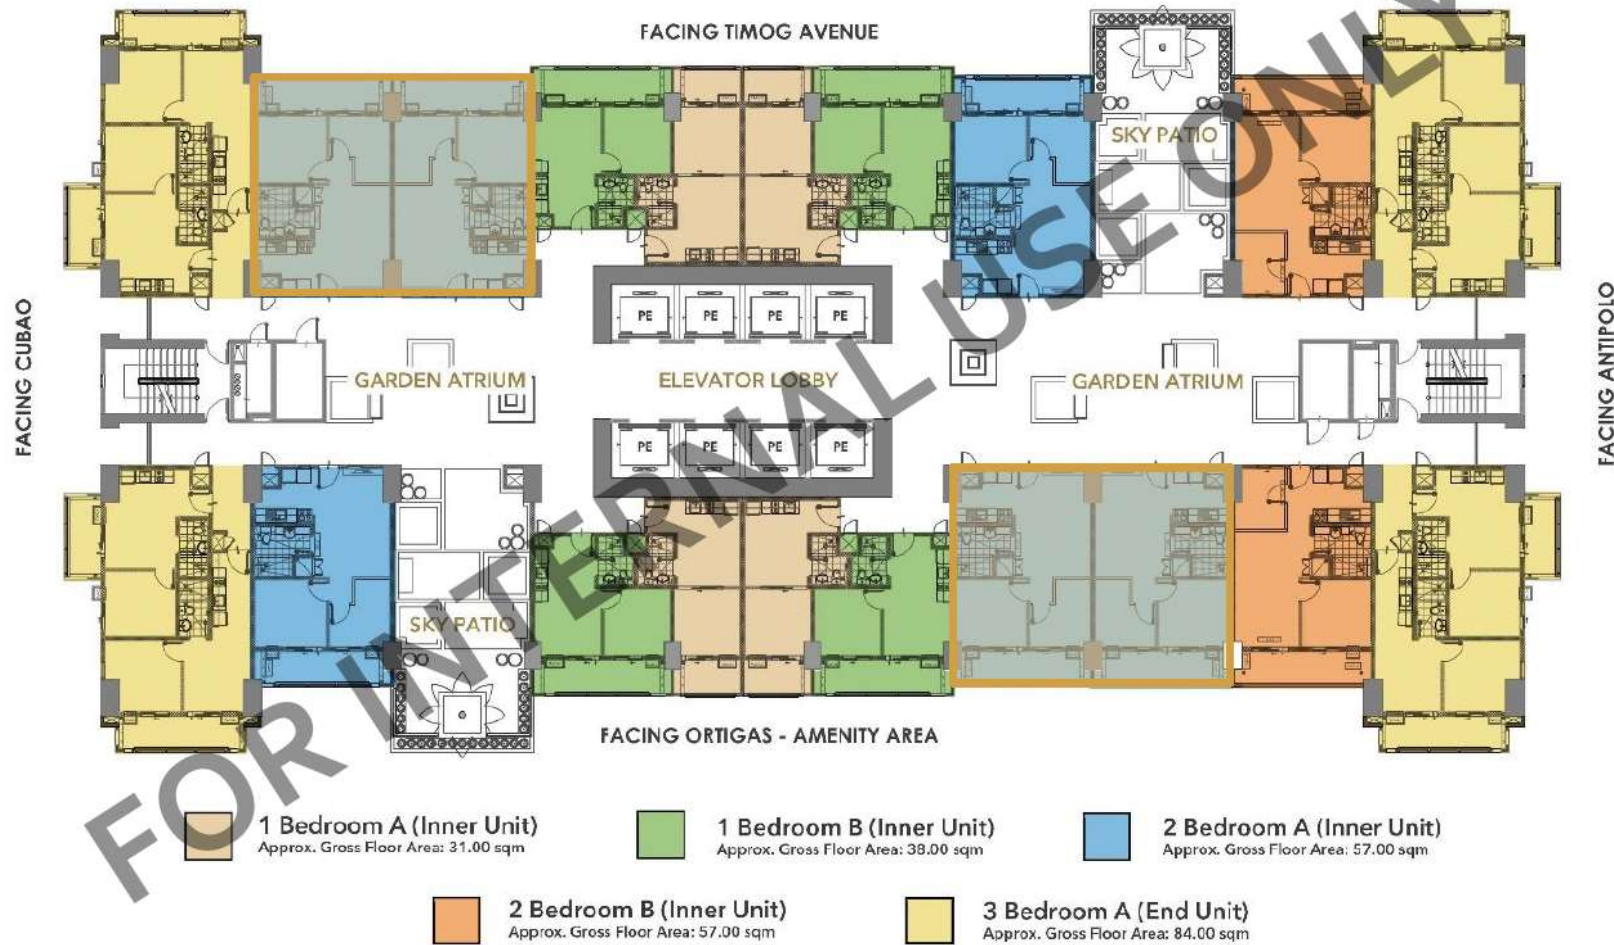 FACING TIMOG AVENUE
SKY PATIO
FACING CUBAO
FACING ANTIPOLO
PE PE PE PE
GARDEN ATRIUM
ELEVATOR LOBBY
GARDEN ATRIUM
PE PE PE PE
SKY PATIO
FACING ORTIGAS - AMENITY AREA
FOR INTERNAL USE ONLY
1 Bedroom A (Inner Unit)
Approx. Gross Floor Area: 31.00 sqm
1 Bedroom B (Inner Unit)
Approx. Gross Floor Area: 38.00 sqm
2 Bedroom A (Inner Unit)
Approx. Gross Floor Area: 57.00 sqm
2 Bedroom B (Inner Unit)
Approx. Gross Floor Area: 57.00 sqm
3 Bedroom A (End Unit)
Approx. Gross Floor Area: 84.00 sqm